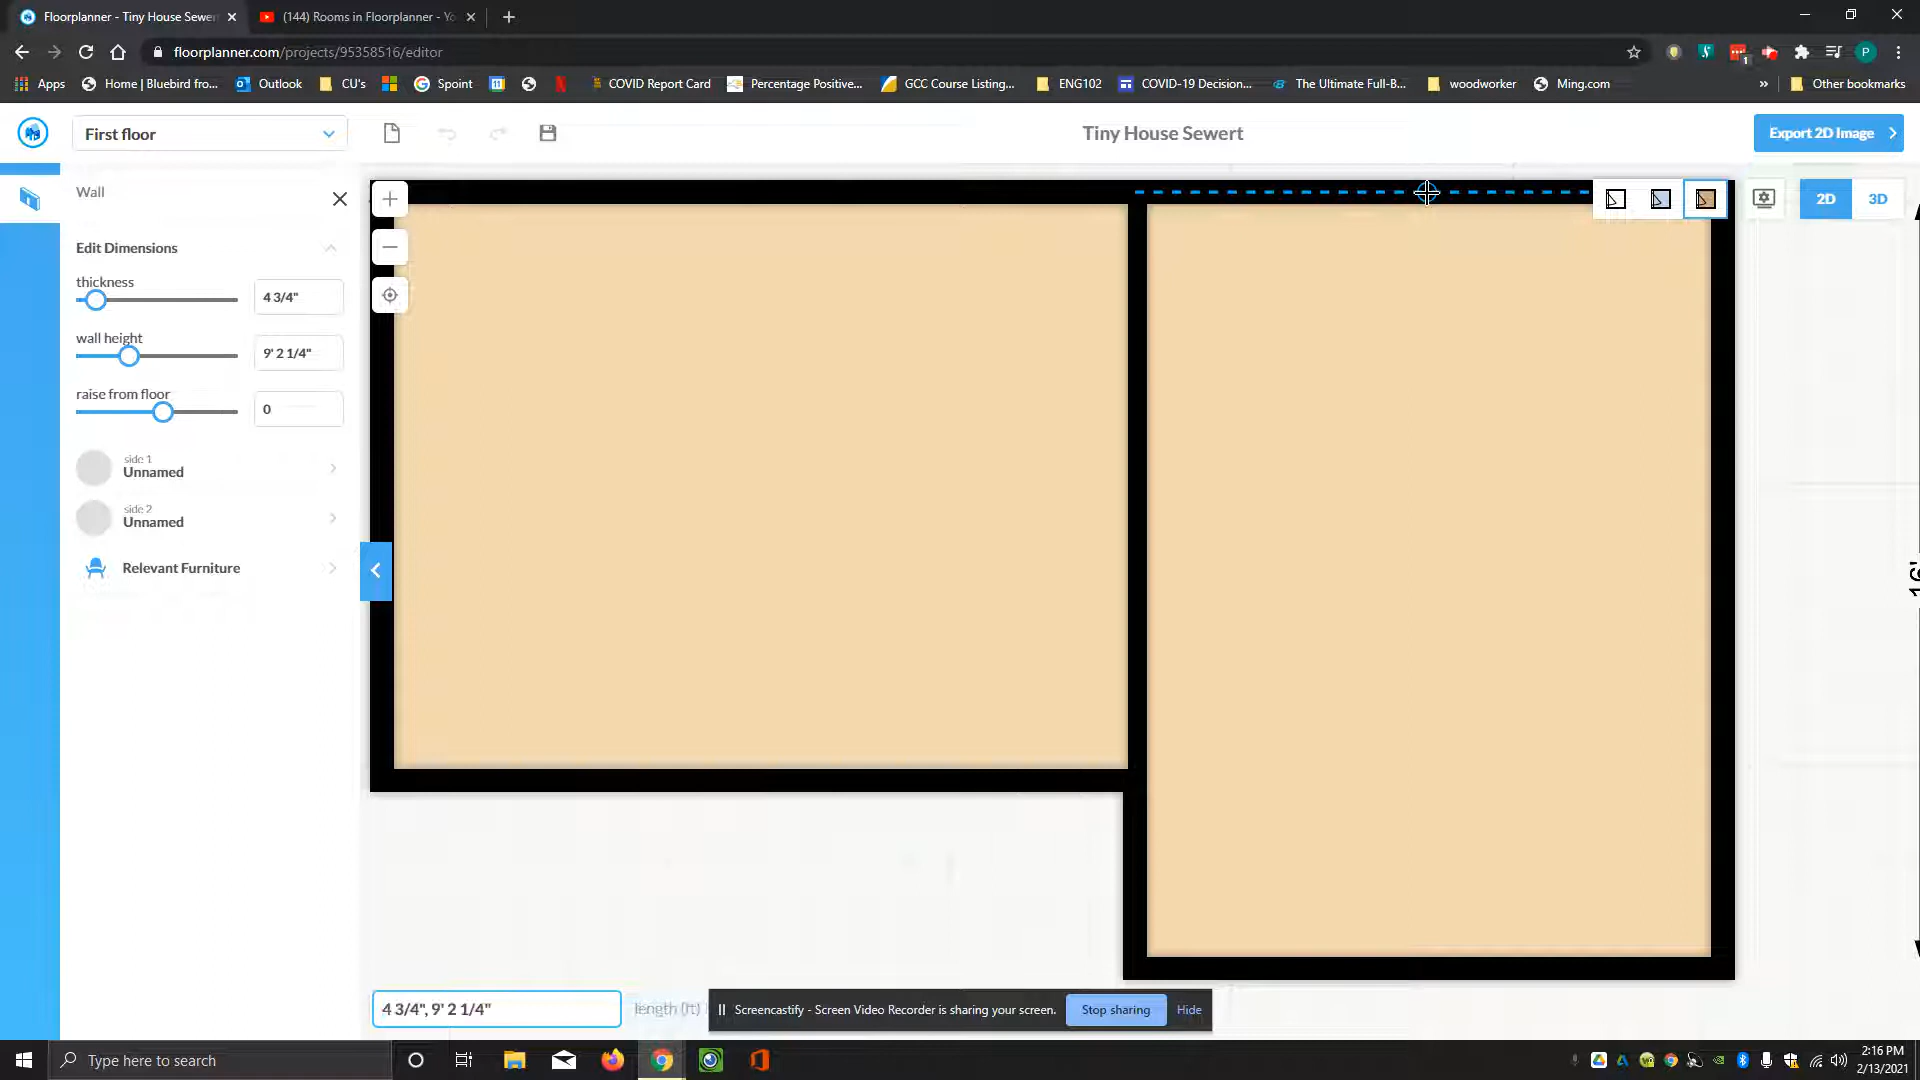 Floorplanner - Tiny House Sewer
(144) Rooms in Floorplanner - Yo
floorplanner.com/projects/95358516/editor
Apps
Home | Bluebird fro...
Outlook
CU's
Spoint
COVID Report Card
Percentage Positive...
GCC Course Listing...
ENG102
COVID-19 Decision...
The Ultimate Full-B...
woodworker
Ming.com
»
Other bookmarks
First floor
Tiny House Sewert
Export 2D Image
Wall
2D
3D
Edit Dimensions
thickness
4 3/4"
wall height
9' 2 1/4"
raise from floor
0
side 1
Unnamed
side 2
Unnamed
Relevant Furniture
16'
4 3/4", 9' 2 1/4"
length (ft)
Screencastify - Screen Video Recorder is sharing your screen.
Stop sharing
Hide
Type here to search
2:16 PM
2/13/2021